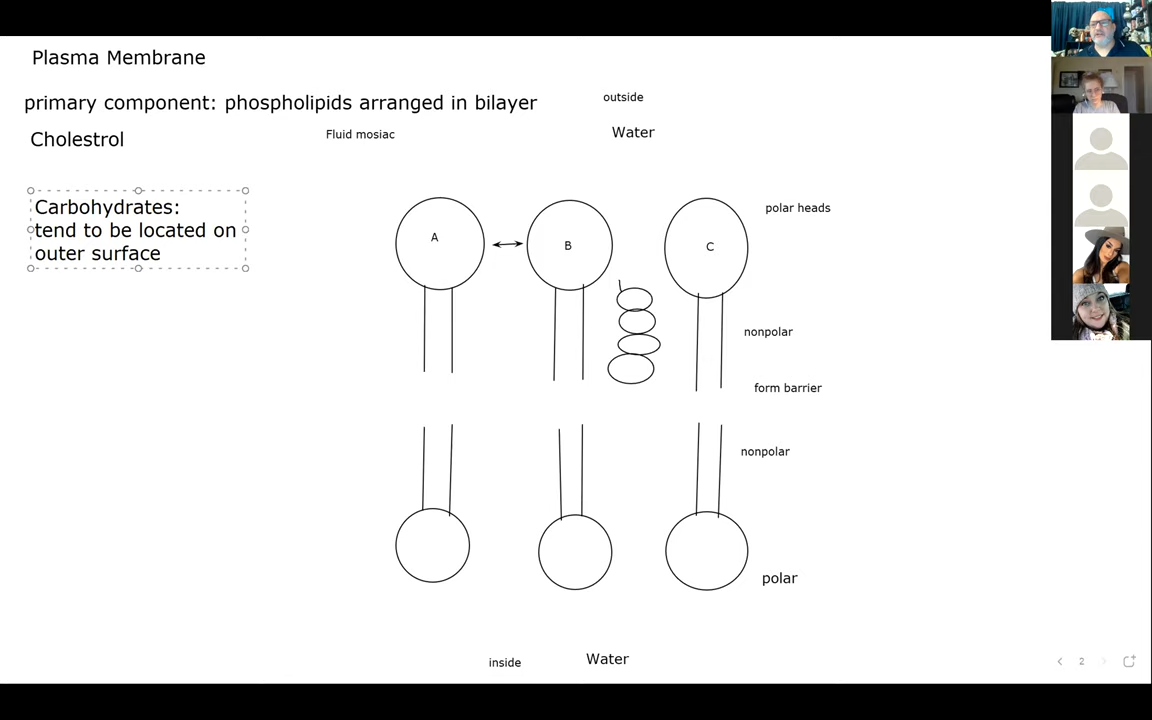 Plasma Membrane
primary component: phospholipids arranged in bilayer
outside
Cholestrol
Fluid mosiac
Water
Carbohydrates:
tend to be located on
outer surface
polar heads
A
B
C
nonpolar
form barrier
nonpolar
polar
inside
Water
2